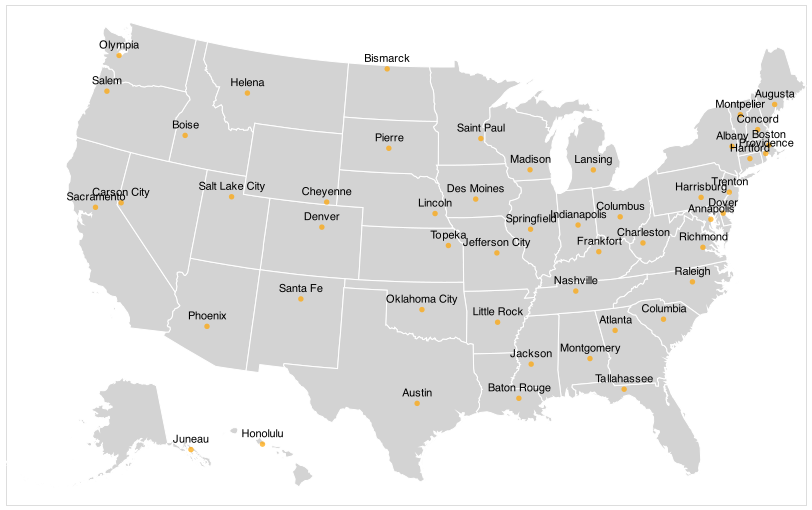 Olympia
Bismarck
Salem
Helena
Augusta
Montpelier
Concord
Boise
Saint Paul
Albany
Boston
Pierre
Providence
Hartford
Madison
Lansing
Trenton
Salt Lake City
Harrisburg
Carson City
Cheyenne
Des Moines
Sacramento
Lincoln
Columbus
Dover
Annapolis
Denver
Springfield
Indianapolis
Topeka
Charleston
Richmond
Jefferson City
Frankfort
Raleigh
Nashville
Santa Fe
Oklahoma City
Columbia
Phoenix
Little Rock
Atlanta
Jackson
Montgomery
Tallahassee
Austin
Baton Rouge
Juneau
Honolulu